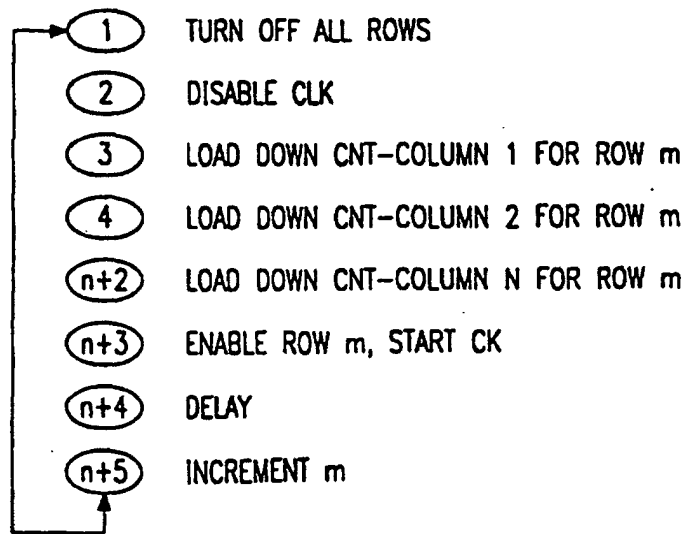 1 TURN OFF ALL ROWS
2 DISABLE CLK
3 LOAD DOWN CNT-COLUMN 1 FOR ROW m
4 LOAD DOWN CNT-COLUMN 2 FOR ROW m
n+2 LOAD DOWN CNT-COLUMN N FOR ROW m
n+3 ENABLE ROW m, START CK
n+4 DELAY
n+5 INCREMENT m